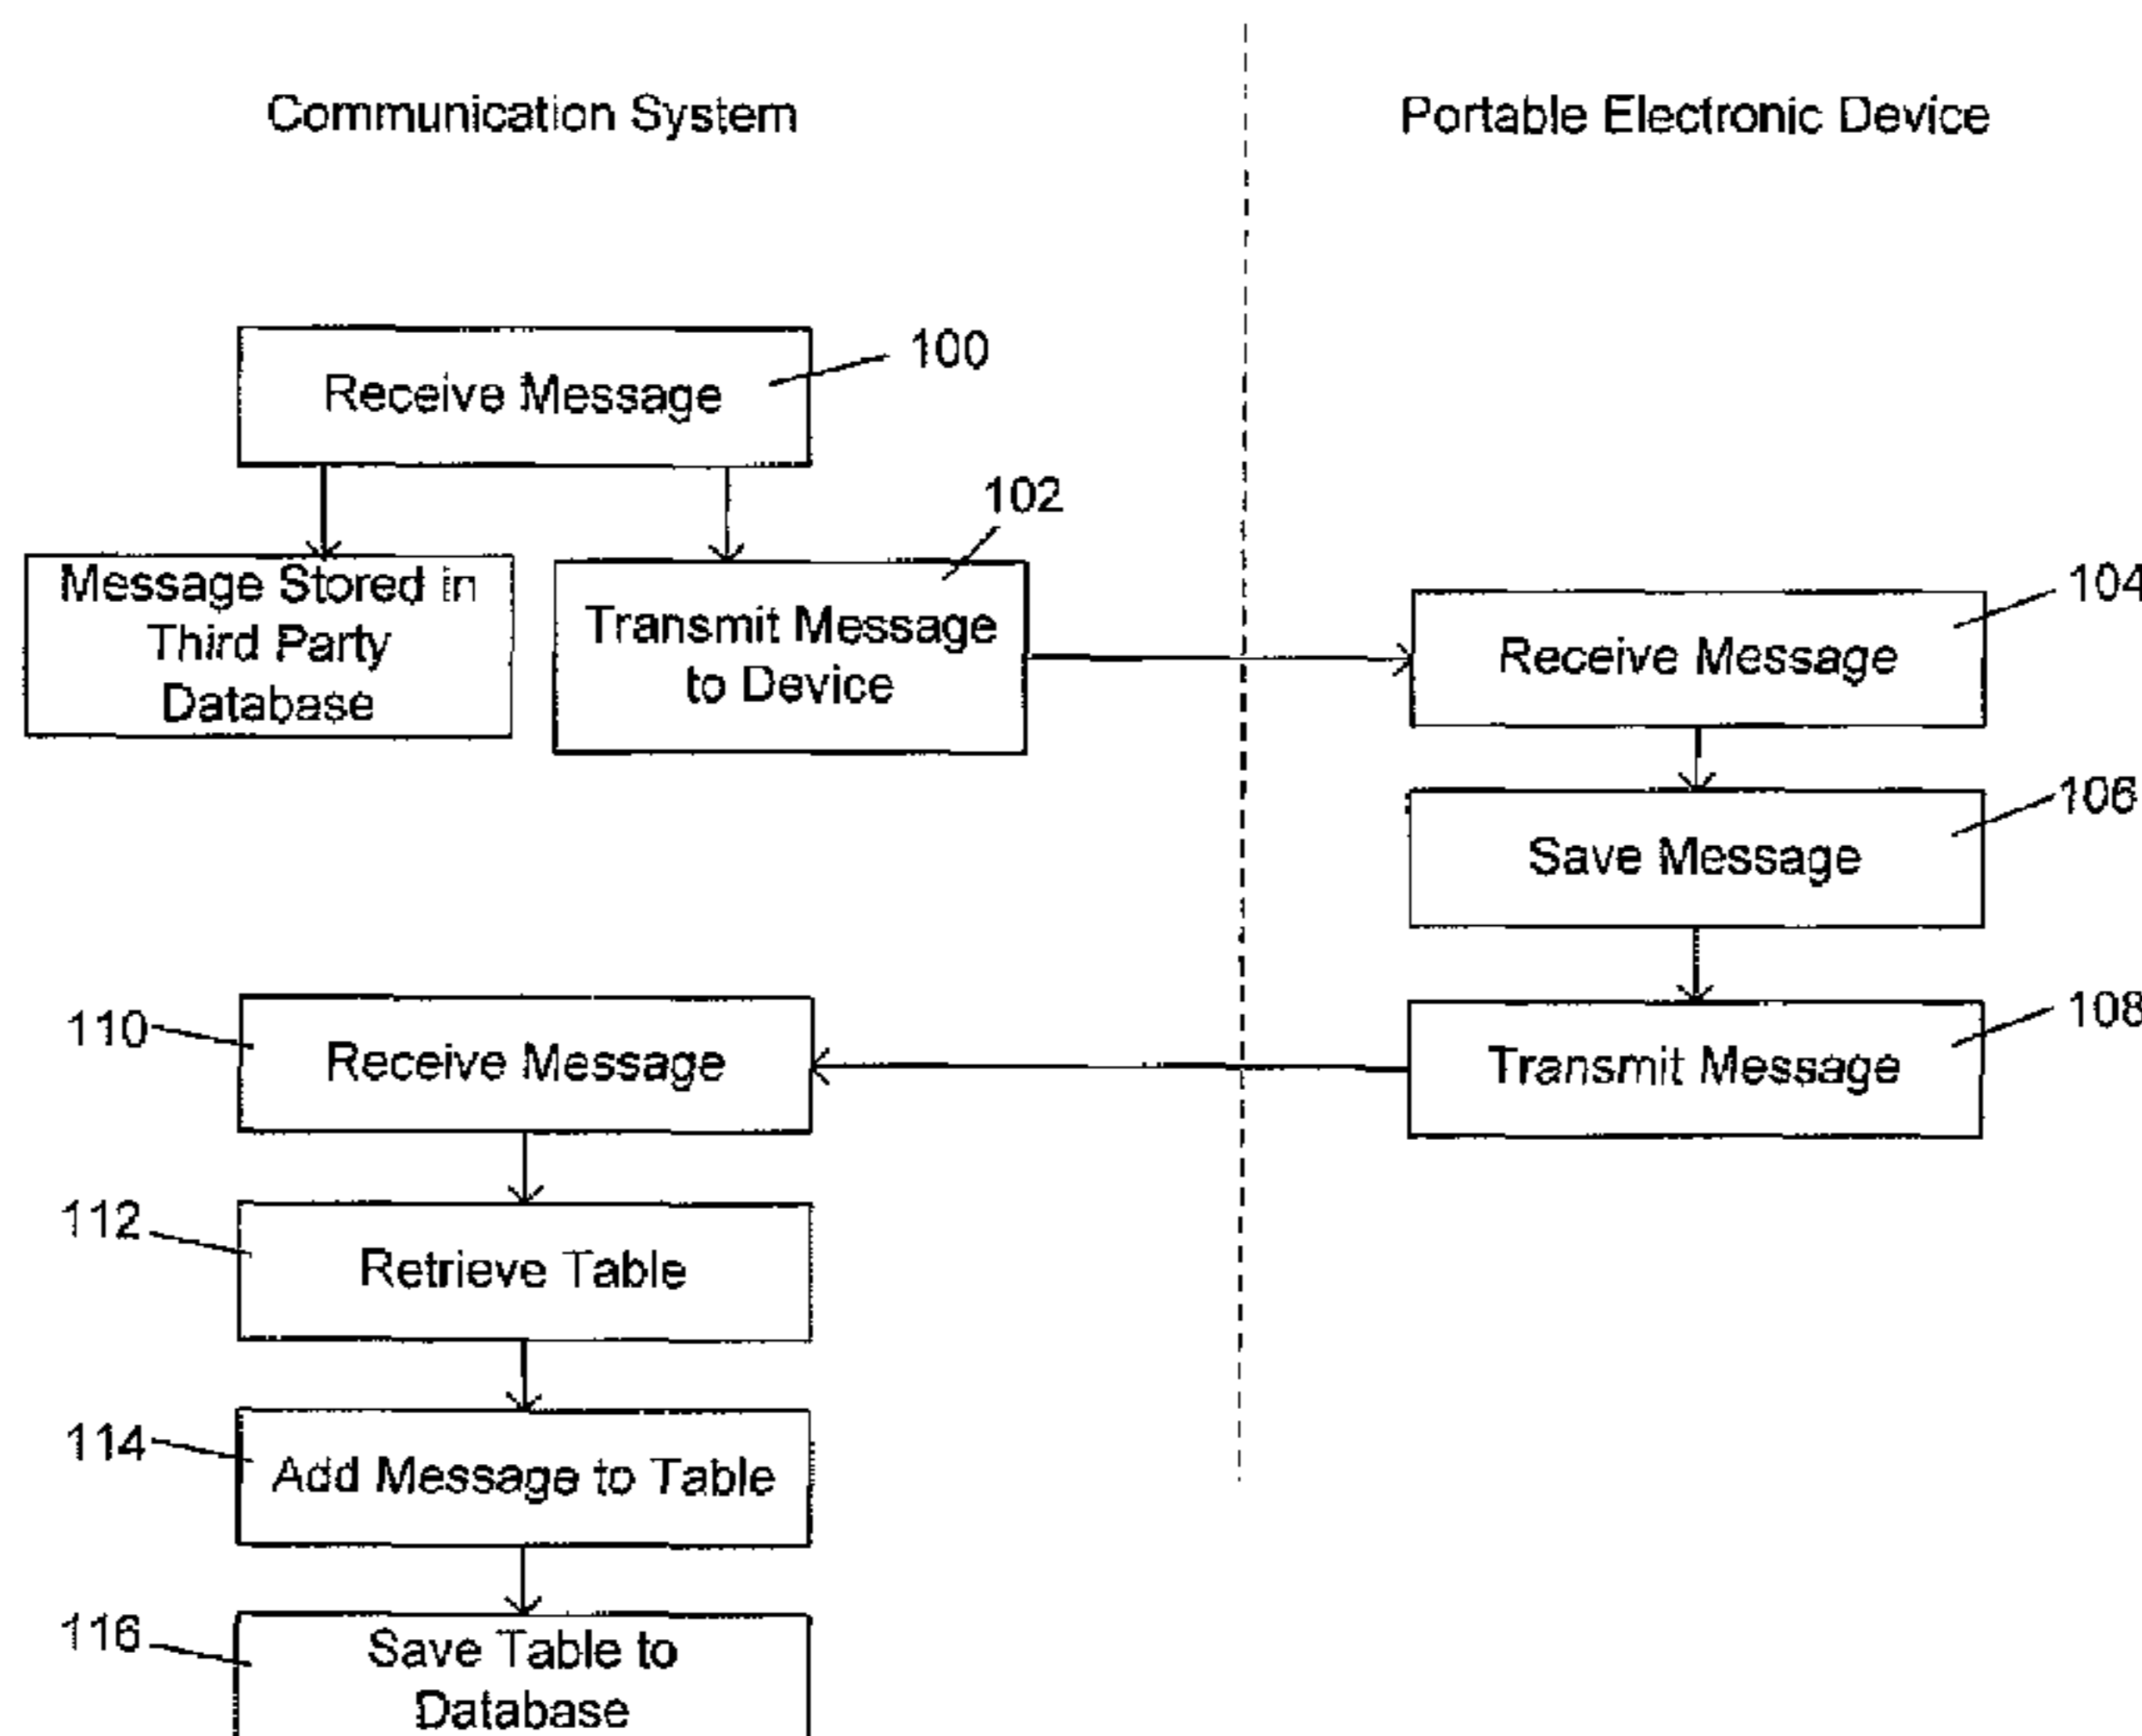 Communication System
Portable Electronic Device
Receive Message
100
Message Stored in
Third Party
Database
102
Transmit Message
to Device
104
Receive Message
106
Save Message
108
Transmit Message
110
Receive Message
112
Retrieve Table
114
Add Message to Table
116
Save Table to
Database